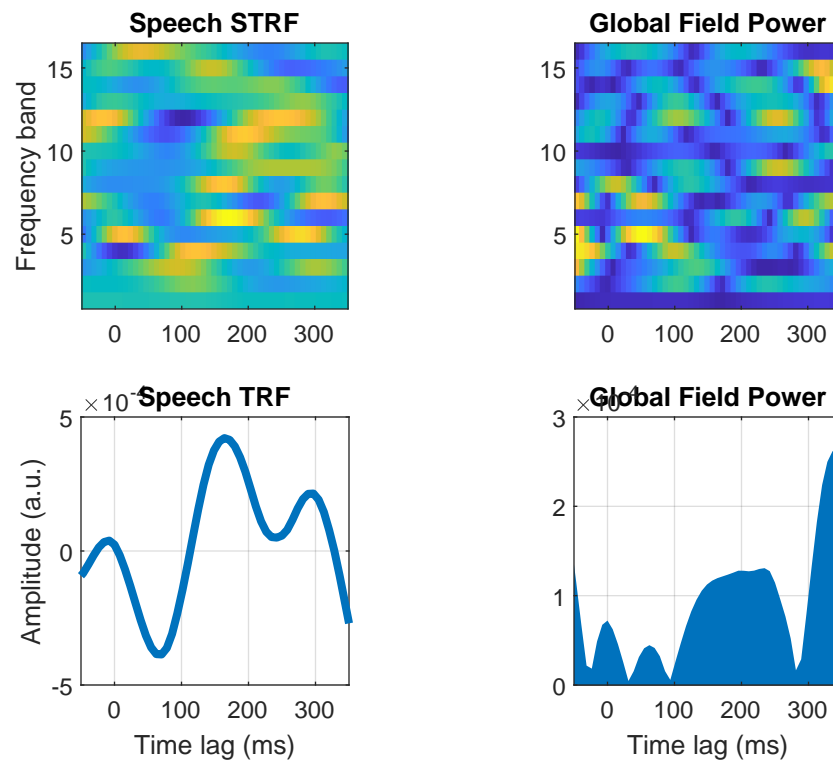 Speech STRF
Global Field Power
Frequency band
15
10
5
0 100 200 300
15
10
5
0 100 200 300
×10⁻⁴
Speech TRF
Global Field Power
Amplitude (a.u.)
5
0
-5
0 100 200 300
Time lag (ms)
3
2
1
0
0 100 200 300
Time lag (ms)